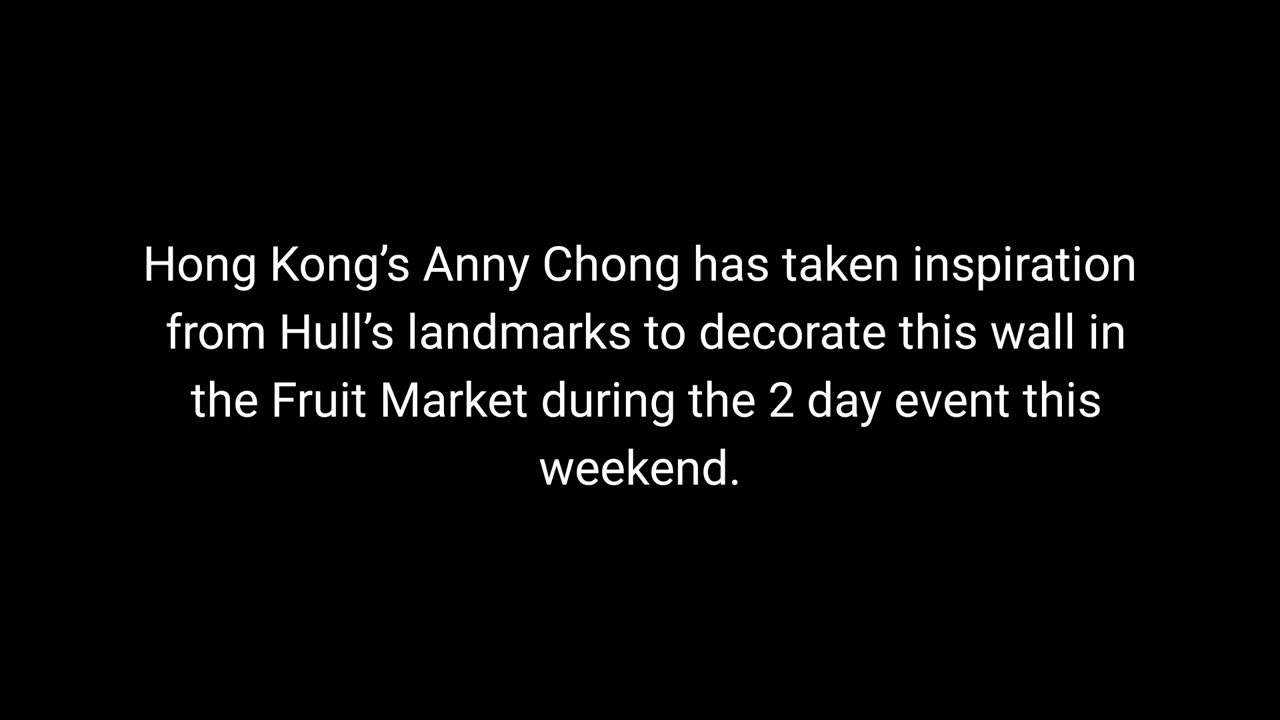 Hong Kong’s Anny Chong has taken inspiration
from Hull’s landmarks to decorate this wall in
the Fruit Market during the 2 day event this
weekend.